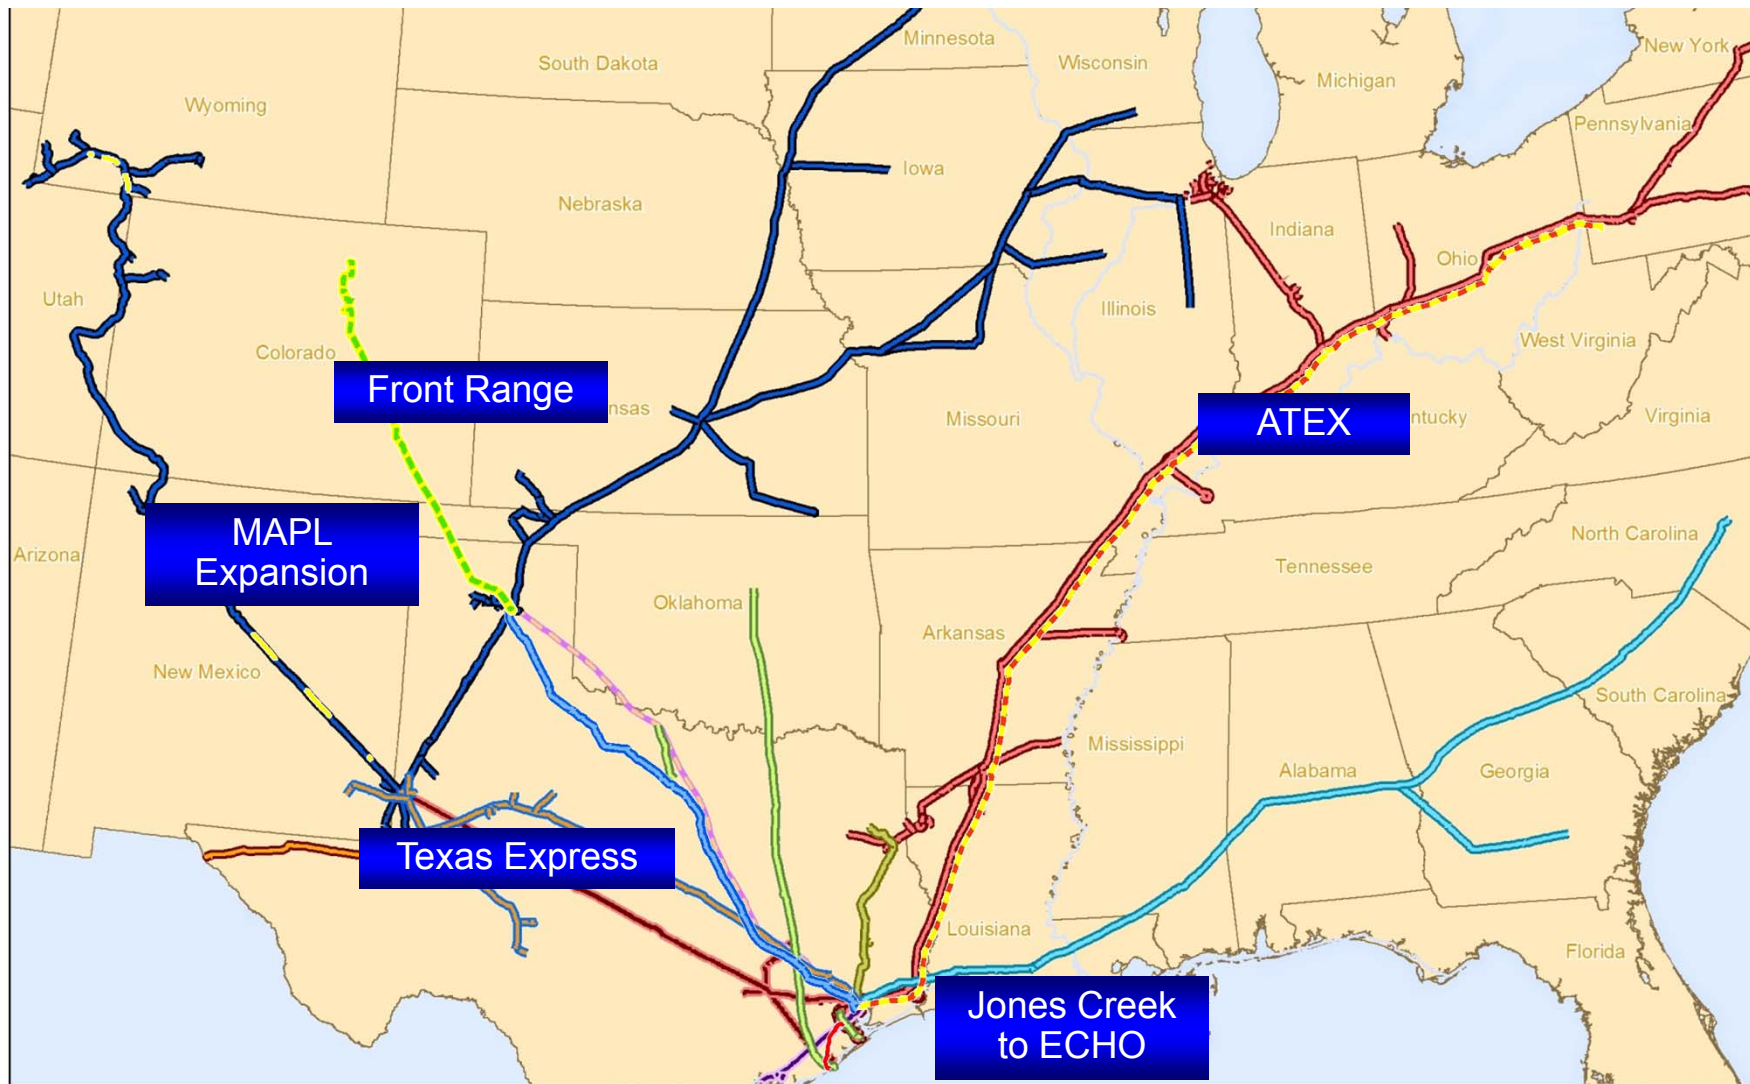 Minnesota
New York
South Dakota
Wisconsin
Michigan
Wyoming
Pennsylvania
Iowa
Nebraska
Indiana
Ohio
Utah
Illinois
West Virginia
Colorado
Front Range
nsas
Missouri
ATEX
ntucky
Virginia
MAPL
Expansion
North Carolina
Arizona
Tennessee
Oklahoma
Arkansas
New Mexico
South Carolina
Mississippi
Alabama
Georgia
Texas Express
Louisiana
Florida
Jones Creek
to ECHO